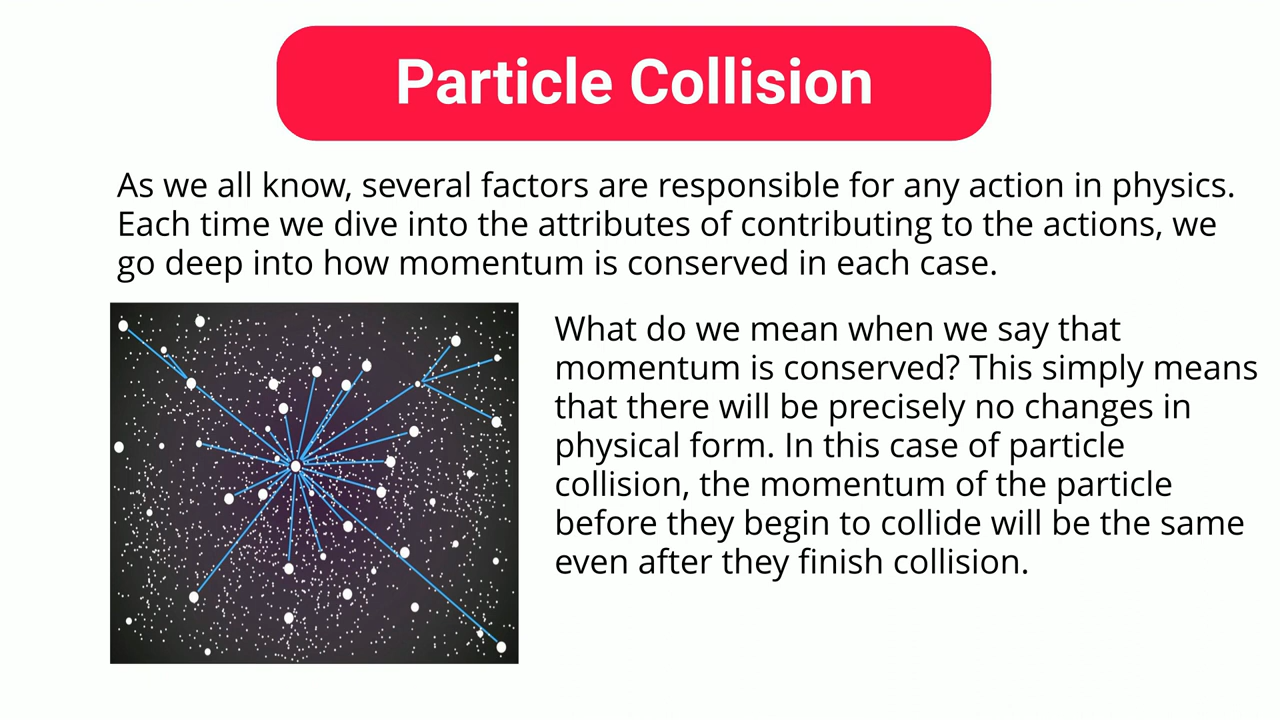 Particle Collision
As we all know, several factors are responsible for any action in physics.
Each time we dive into the attributes of contributing to the actions, we
go deep into how momentum is conserved in each case.
What do we mean when we say that
momentum is conserved? This simply means
that there will be precisely no changes in
physical form. In this case of particle
collision, the momentum of the particle
before they begin to collide will be the same
even after they finish collision.